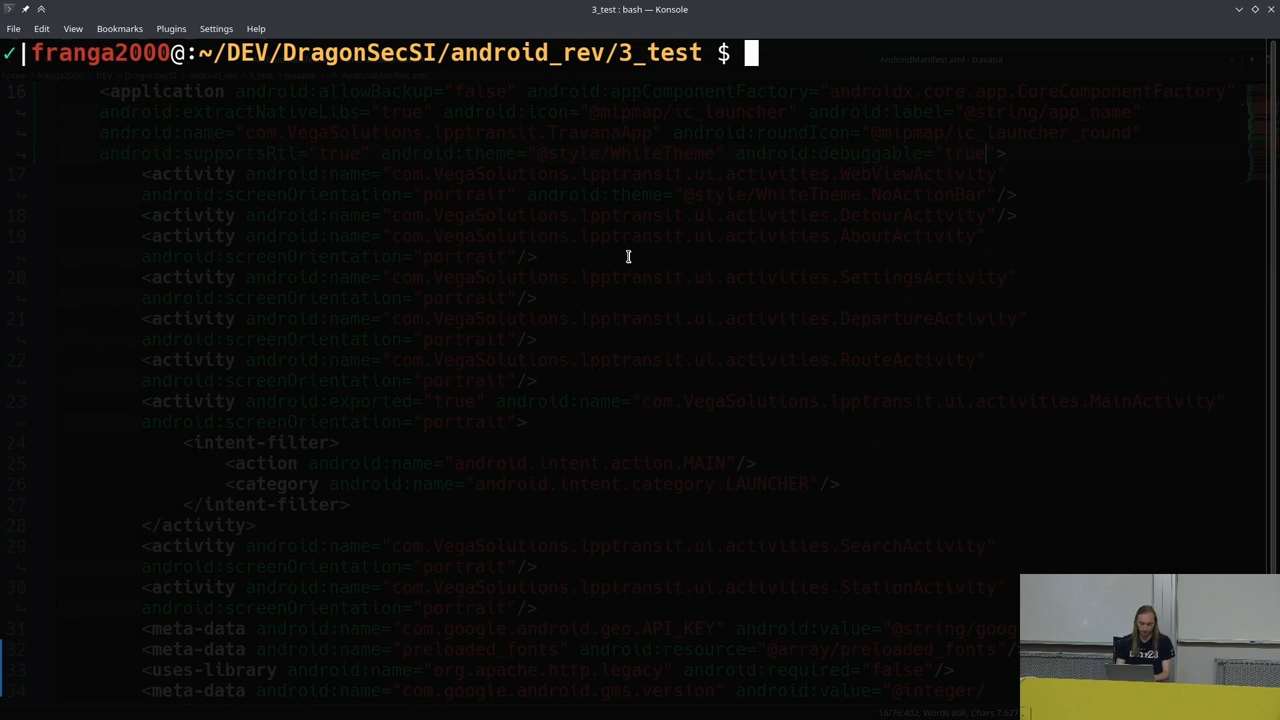 3_test : bash — Konsole
File Edit View Bookmarks Plugins Settings Help
✓|franga2000@:~/DEV/DragonSecSI/android_rev/3_test $
AndroidManifest.xml - travana
16 <application android:allowBackup="false" android:appComponentFactory="androidx.core.app.CoreComponentFactory"
android:extractNativeLibs="true" android:icon="@mipmap/ic_launcher" android:label="@string/app_name"
android:name="com.VegaSolutions.lpptransit.TravanaApp" android:roundIcon="@mipmap/ic_launcher_round"
android:supportsRtl="true" android:theme="@style/WhiteTheme" android:debuggable="true">
17 <activity android:name="com.VegaSolutions.lpptransit.ui.activities.WebViewActivity"
android:screenOrientation="portrait" android:theme="@style/WhiteTheme.NoActionBar"/>
18 <activity android:name="com.VegaSolutions.lpptransit.ui.activities.DetourActivity"/>
19 <activity android:name="com.VegaSolutions.lpptransit.ui.activities.AboutActivity"
android:screenOrientation="portrait"/>
20 <activity android:name="com.VegaSolutions.lpptransit.ui.activities.SettingsActivity"
android:screenOrientation="portrait"/>
21 <activity android:name="com.VegaSolutions.lpptransit.ui.activities.DepartureActivity"
android:screenOrientation="portrait"/>
22 <activity android:name="com.VegaSolutions.lpptransit.ui.activities.RouteActivity"
android:screenOrientation="portrait"/>
23 <activity android:exported="true" android:name="com.VegaSolutions.lpptransit.ui.activities.MainActivity"
android:screenOrientation="portrait">
24 <intent-filter>
25 <action android:name="android.intent.action.MAIN"/>
26 <category android:name="android.intent.category.LAUNCHER"/>
27 </intent-filter>
28 </activity>
29 <activity android:name="com.VegaSolutions.lpptransit.ui.activities.SearchActivity"
android:screenOrientation="portrait"/>
30 <activity android:name="com.VegaSolutions.lpptransit.ui.activities.StationActivity"
android:screenOrientation="portrait"/>
31 <meta-data android:name="com.google.android.geo.API_KEY" android:value="@string/goog
32 <meta-data android:name="preloaded_fonts" android:resource="@array/preloaded_fonts"/
33 <uses-library android:name="org.apache.http.legacy" android:required="false"/>
34 <meta-data android:name="com.google.android.gms.version" android:value="@integer/